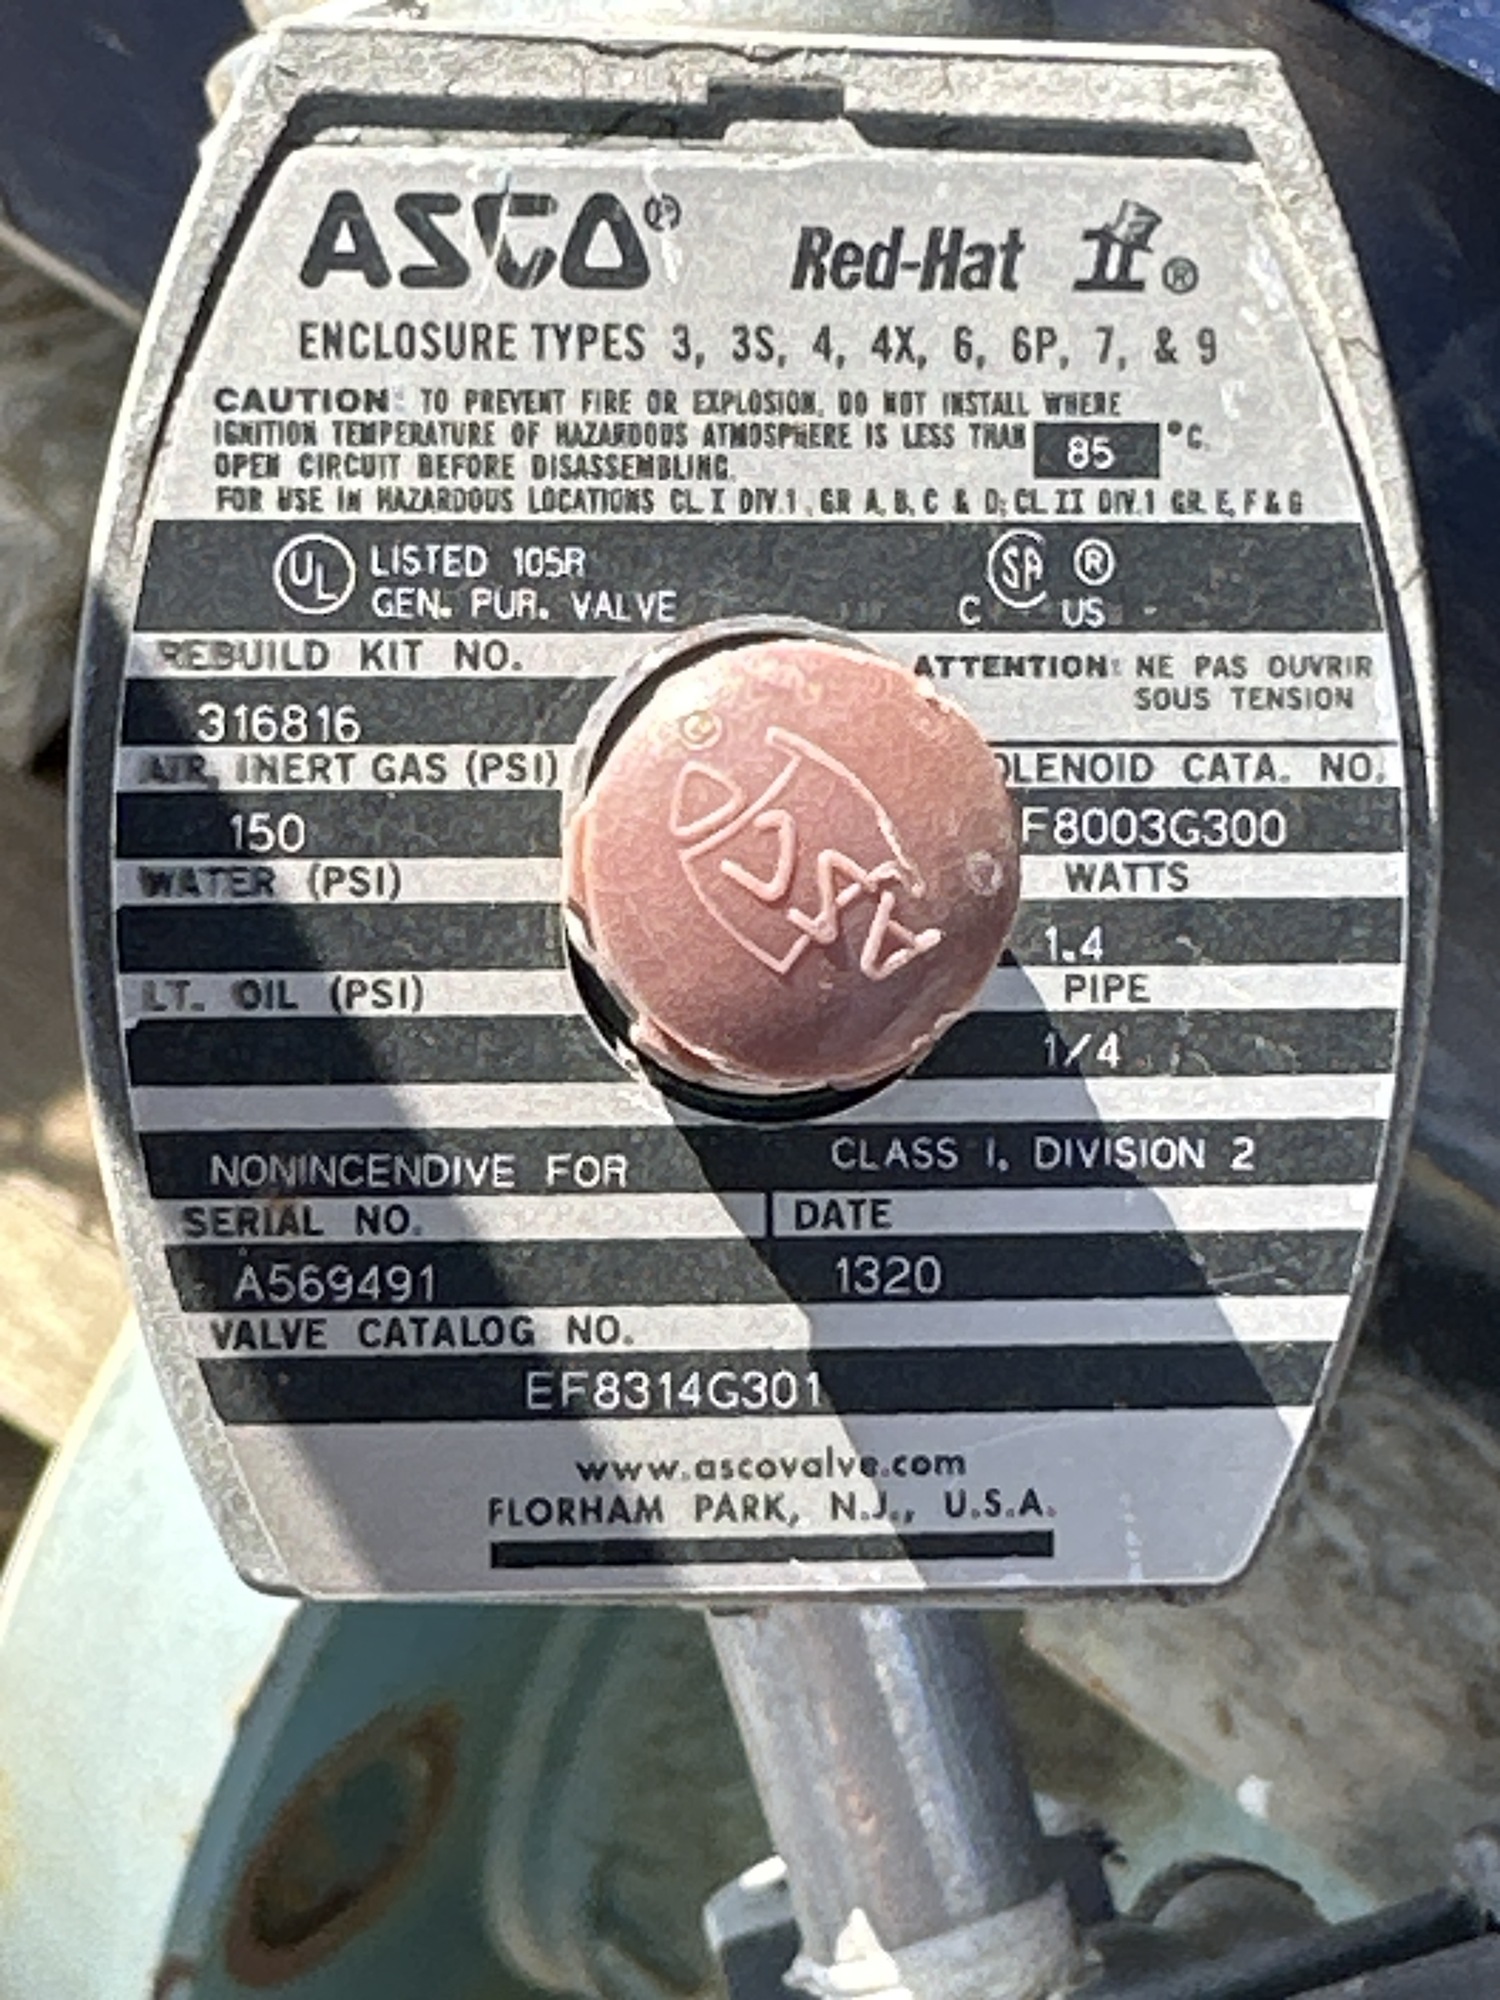 ASCO® Red-Hat II®
ENCLOSURE TYPES 3, 3S, 4, 4X, 6, 6P, 7, & 9
CAUTION: TO PREVENT FIRE OR EXPLOSION, DO NOT INSTALL WHERE
IGNITION TEMPERATURE OF HAZARDOUS ATMOSPHERE IS LESS THAN 85 °C.
OPEN CIRCUIT BEFORE DISASSEMBLING.
FOR USE IN HAZARDOUS LOCATIONS CL. I DIV.1, GR A, B, C & D; CL. II DIV.1 GR. E, F & G
UL LISTED 105R
GEN. PUR. VALVE
C SA ® US
REBUILD KIT NO.
316816
ATTENTION: NE PAS OUVRIR
SOUS TENSION
AIR, INERT GAS (PSI)
150
OLENOID CATA. NO.
F8003G300
WATER (PSI)
WATTS
1.4
LT. OIL (PSI)
PIPE
1/4
ASCO
NONINCENDIVE FOR CLASS I, DIVISION 2
SERIAL NO. DATE
A569491 1320
VALVE CATALOG NO.
EF8314G301
www.ascovalve.com
FLORHAM PARK, N.J., U.S.A.